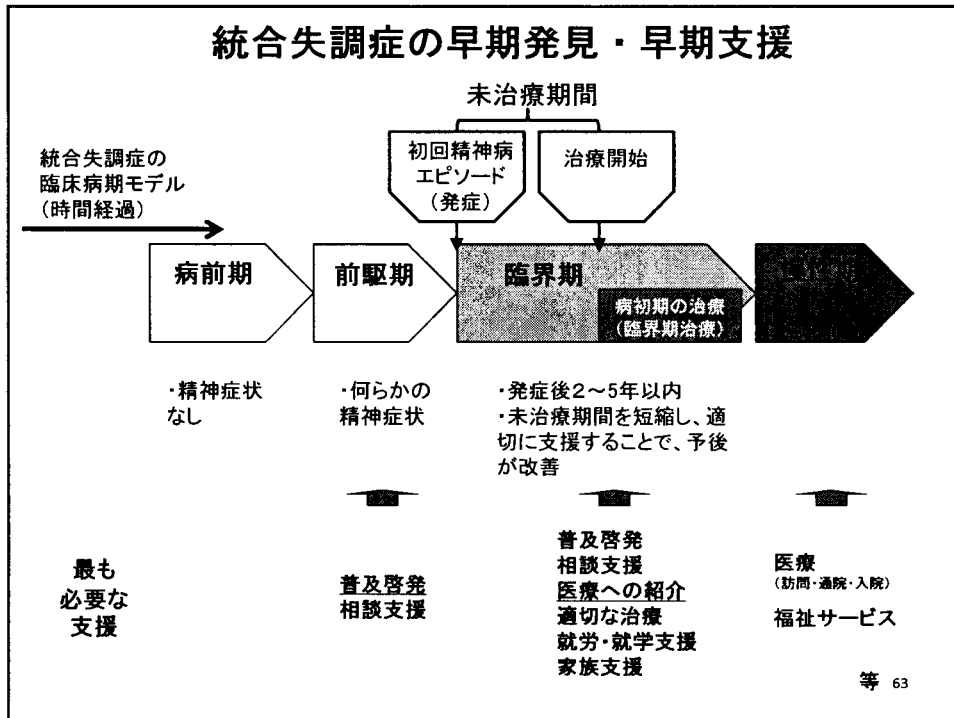 統合失調症の早期発見・早期支援
未治療期間
統合失調症の
臨床病期モデル
(時間経過)
初回精神病
エピソード
(発症)
治療開始
病前期
前駆期
臨界期
病初期の治療
(臨界期治療)
・精神症状
なし
・何らかの
精神症状
・発症後2～5年以内
・未治療期間を短縮し、適
切に支援することで、予後
が改善
最も
必要な
支援
普及啓発
相談支援
普及啓発
相談支援
医療への紹介
適切な治療
就労・就学支援
家族支援
医療
(訪問・通院・入院)
福祉サービス
等 63